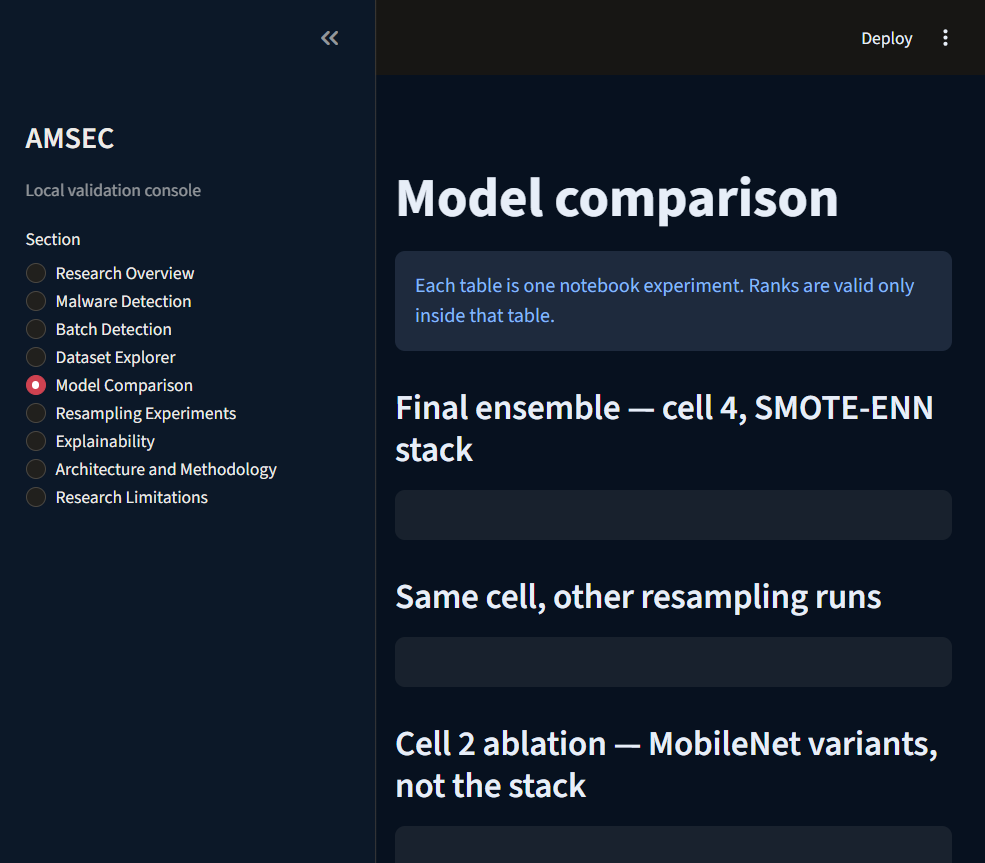 Deploy
AMSEC
Local validation console
Section
Research Overview
Malware Detection
Batch Detection
Dataset Explorer
Model Comparison
Resampling Experiments
Explainability
Architecture and Methodology
Research Limitations
Model comparison
Each table is one notebook experiment. Ranks are valid only
inside that table.
Final ensemble — cell 4, SMOTE-ENN
stack
Same cell, other resampling runs
Cell 2 ablation — MobileNet variants,
not the stack